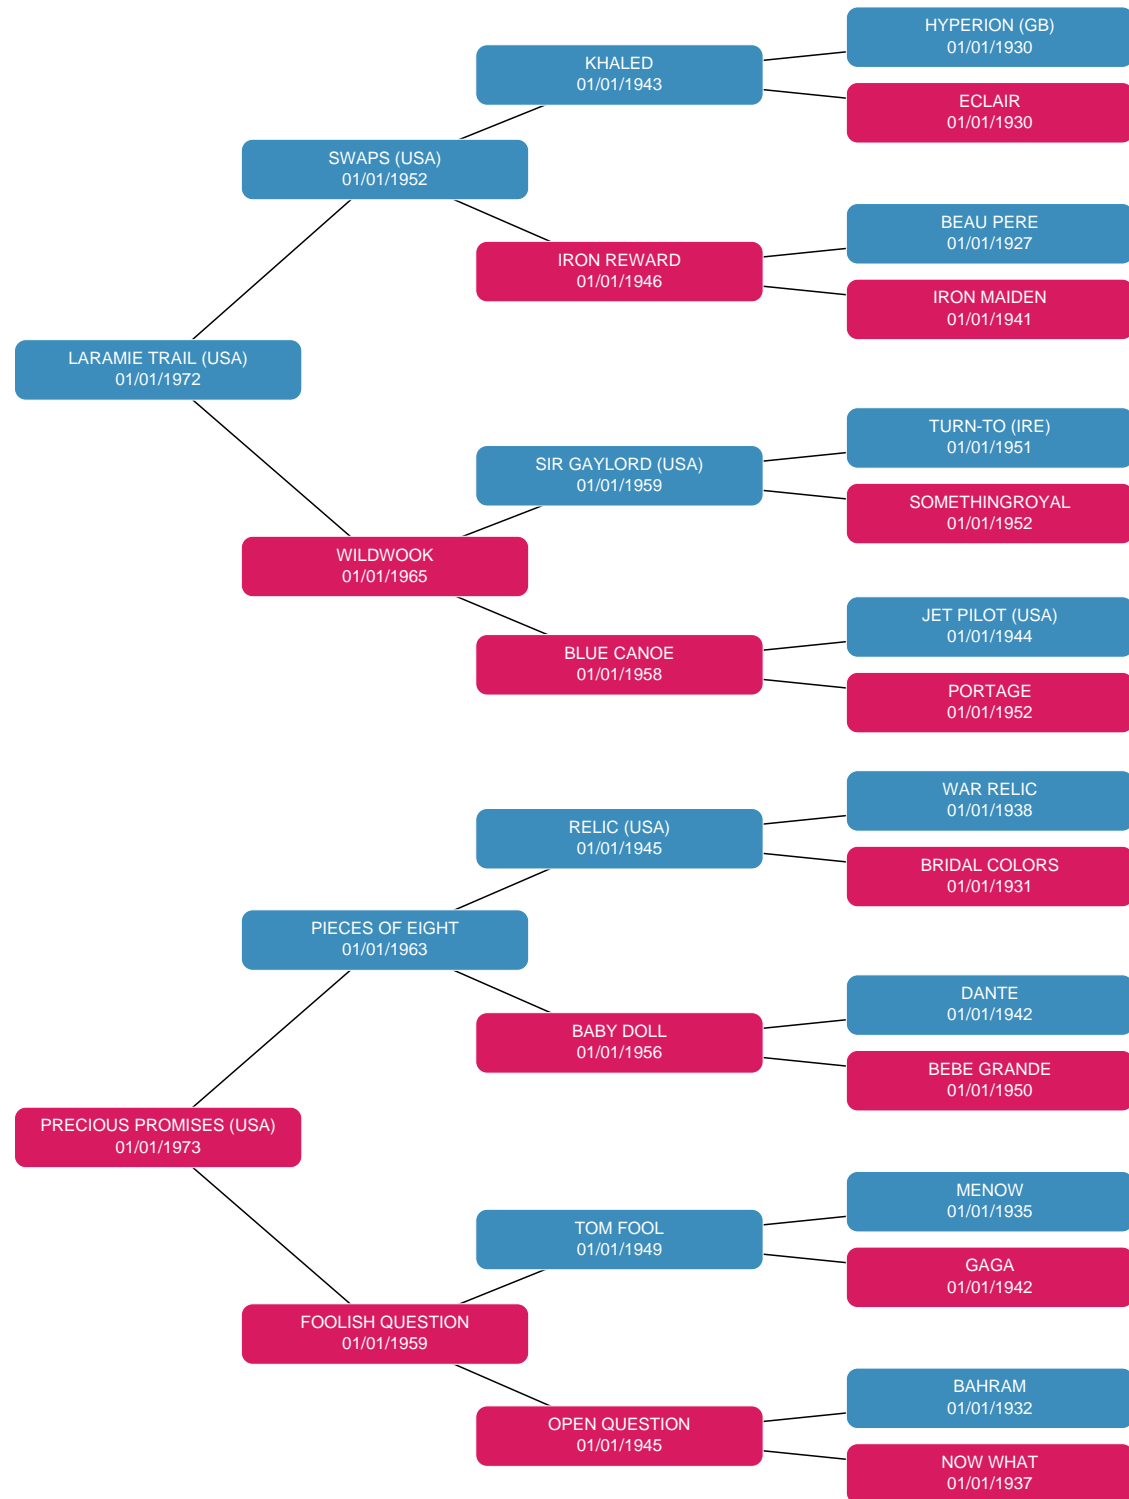 HYPERION (GB)
01/01/1930
KHALED
01/01/1943
ECLAIR
01/01/1930
SWAPS (USA)
01/01/1952
BEAU PERE
01/01/1927
IRON REWARD
01/01/1946
IRON MAIDEN
01/01/1941
LARAMIE TRAIL (USA)
01/01/1972
TURN-TO (IRE)
01/01/1951
SIR GAYLORD (USA)
01/01/1959
SOMETHINGROYAL
01/01/1952
WILDWOOK
01/01/1965
JET PILOT (USA)
01/01/1944
BLUE CANOE
01/01/1958
PORTAGE
01/01/1952
WAR RELIC
01/01/1938
RELIC (USA)
01/01/1945
BRIDAL COLORS
01/01/1931
PIECES OF EIGHT
01/01/1963
DANTE
01/01/1942
BABY DOLL
01/01/1956
BEBE GRANDE
01/01/1950
PRECIOUS PROMISES (USA)
01/01/1973
MENOW
01/01/1935
TOM FOOL
01/01/1949
GAGA
01/01/1942
FOOLISH QUESTION
01/01/1959
BAHRAM
01/01/1932
OPEN QUESTION
01/01/1945
NOW WHAT
01/01/1937